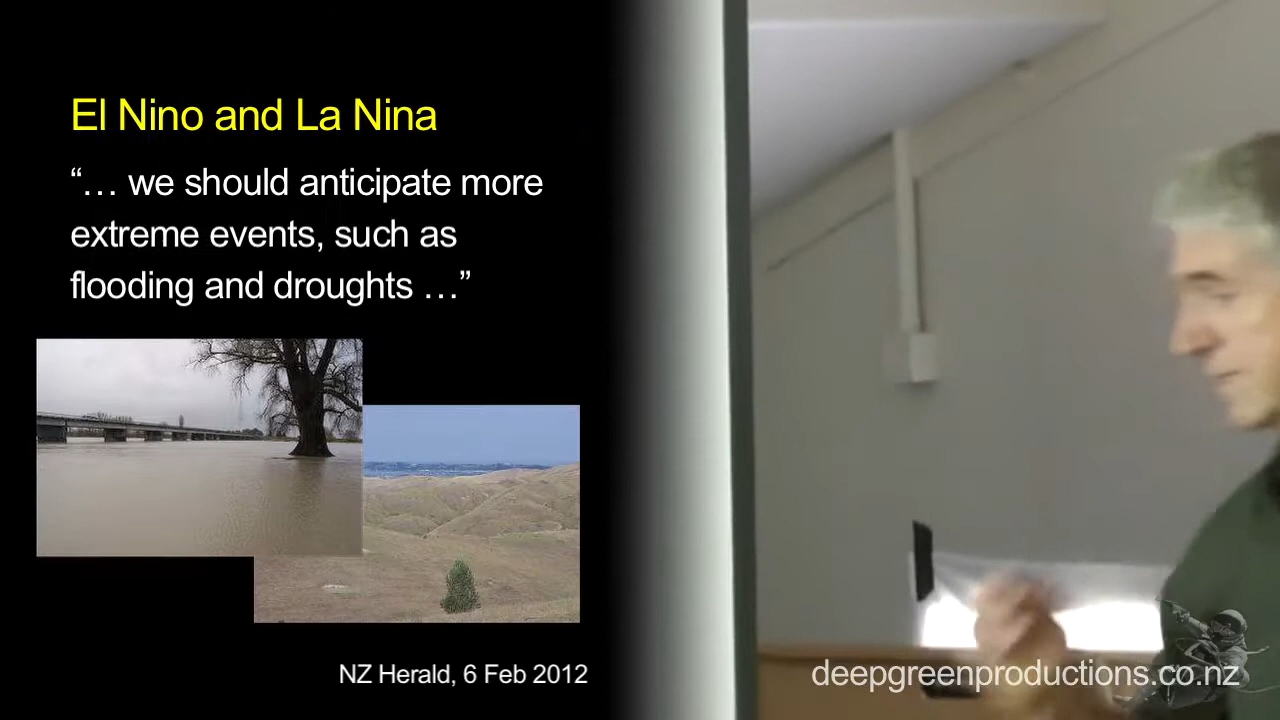 El Nino and La Nina
“… we should anticipate more
extreme events, such as
flooding and droughts …”
NZ Herald, 6 Feb 2012
deepgreenproductions.co.nz